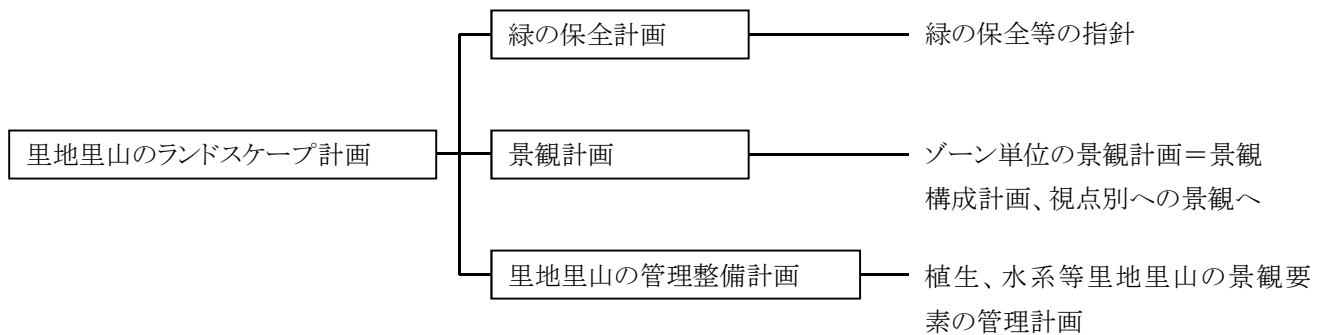 緑の保全計画
緑の保全等の指針
里地里山のランドスケープ計画
景観計画
ゾーン単位の景観計画＝景観
構成計画、視点別への景観へ
里地里山の管理整備計画
植生、水系等里地里山の景観要
素の管理計画